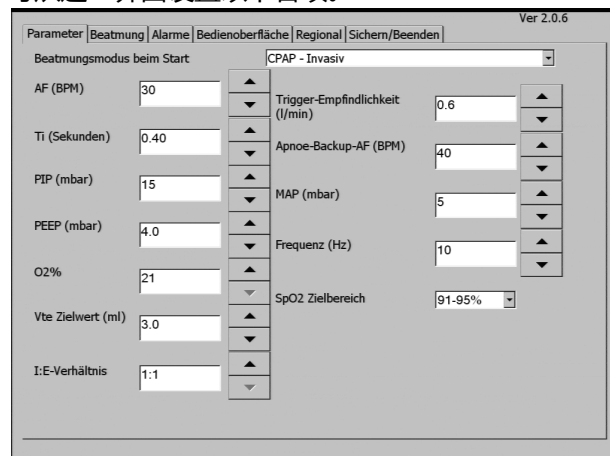 Ver 2.0.6
Parameter Beatmung Alarme Bedienoberfläche Regional Sichern/Beenden
Beatmungsmodus beim Start CPAP - Invasiv
AF (BPM) 30
Ti (Sekunden) 0.40
PIP (mbar) 15
PEEP (mbar) 4.0
O2% 21
Vte Zielwert (ml) 3.0
I:E-Verhältnis 1:1
Trigger-Empfindlichkeit
(l/min) 0.6
Apnoe-Backup-AF (BPM) 40
MAP (mbar) 5
Frequenz (Hz) 10
SpO2 Zielbereich 91-95%